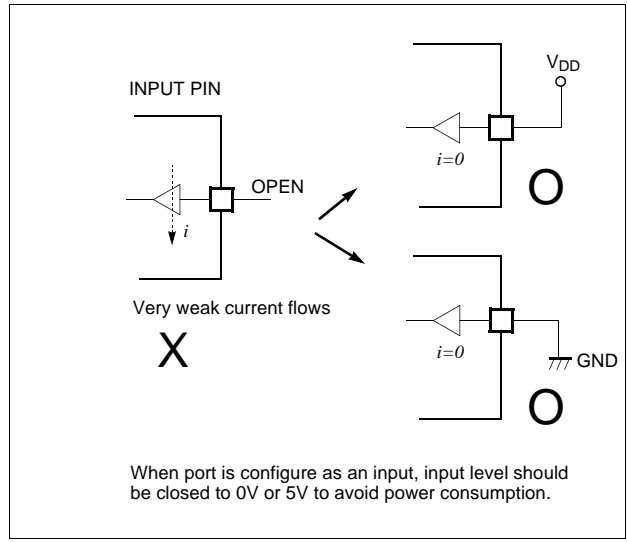 INPUT PIN
OPEN
i
Very weak current flows
X
VDD
i=0
O
i=0
GND
O
When port is configure as an input, input level should
be closed to 0V or 5V to avoid power consumption.